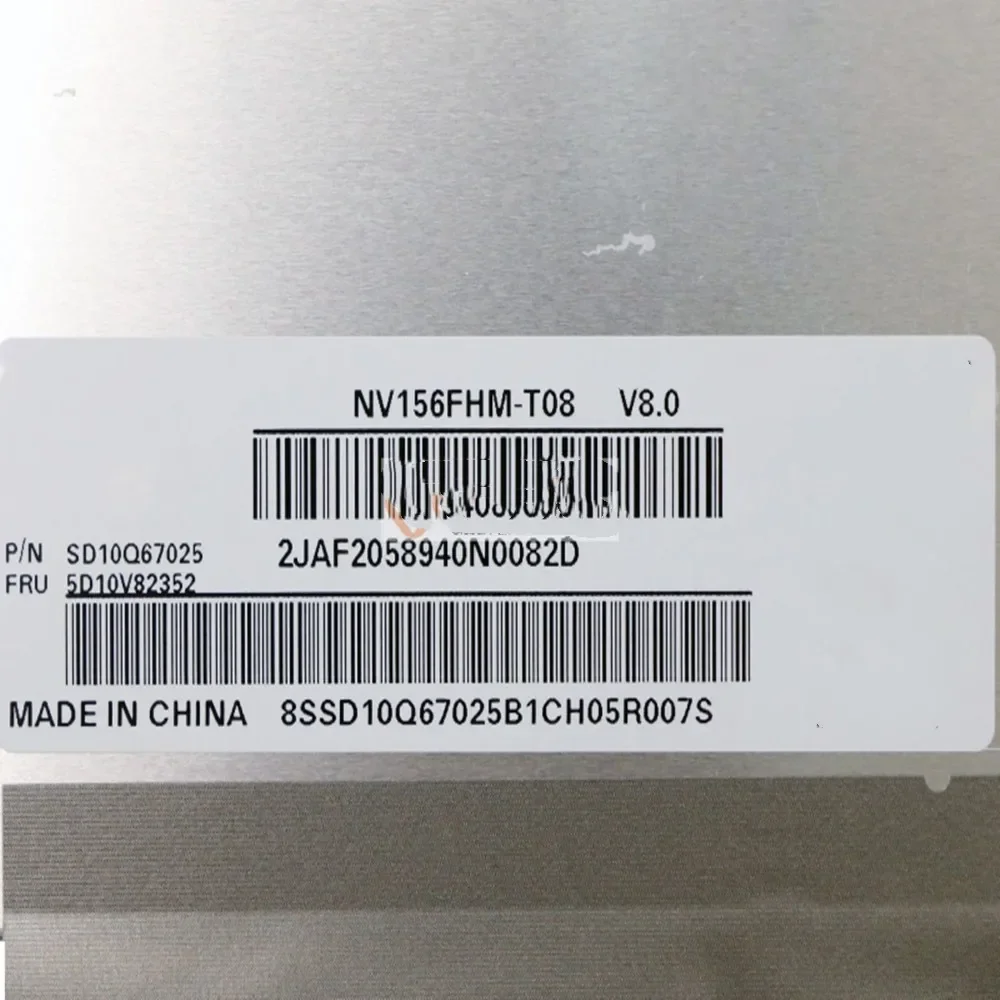 NV156FHM-T08 V8.0
P/N SD10Q67025 2JAF2058940N0082D
FRU 5D10V82352
MADE IN CHINA 8SSD10Q67025B1CH05R007S